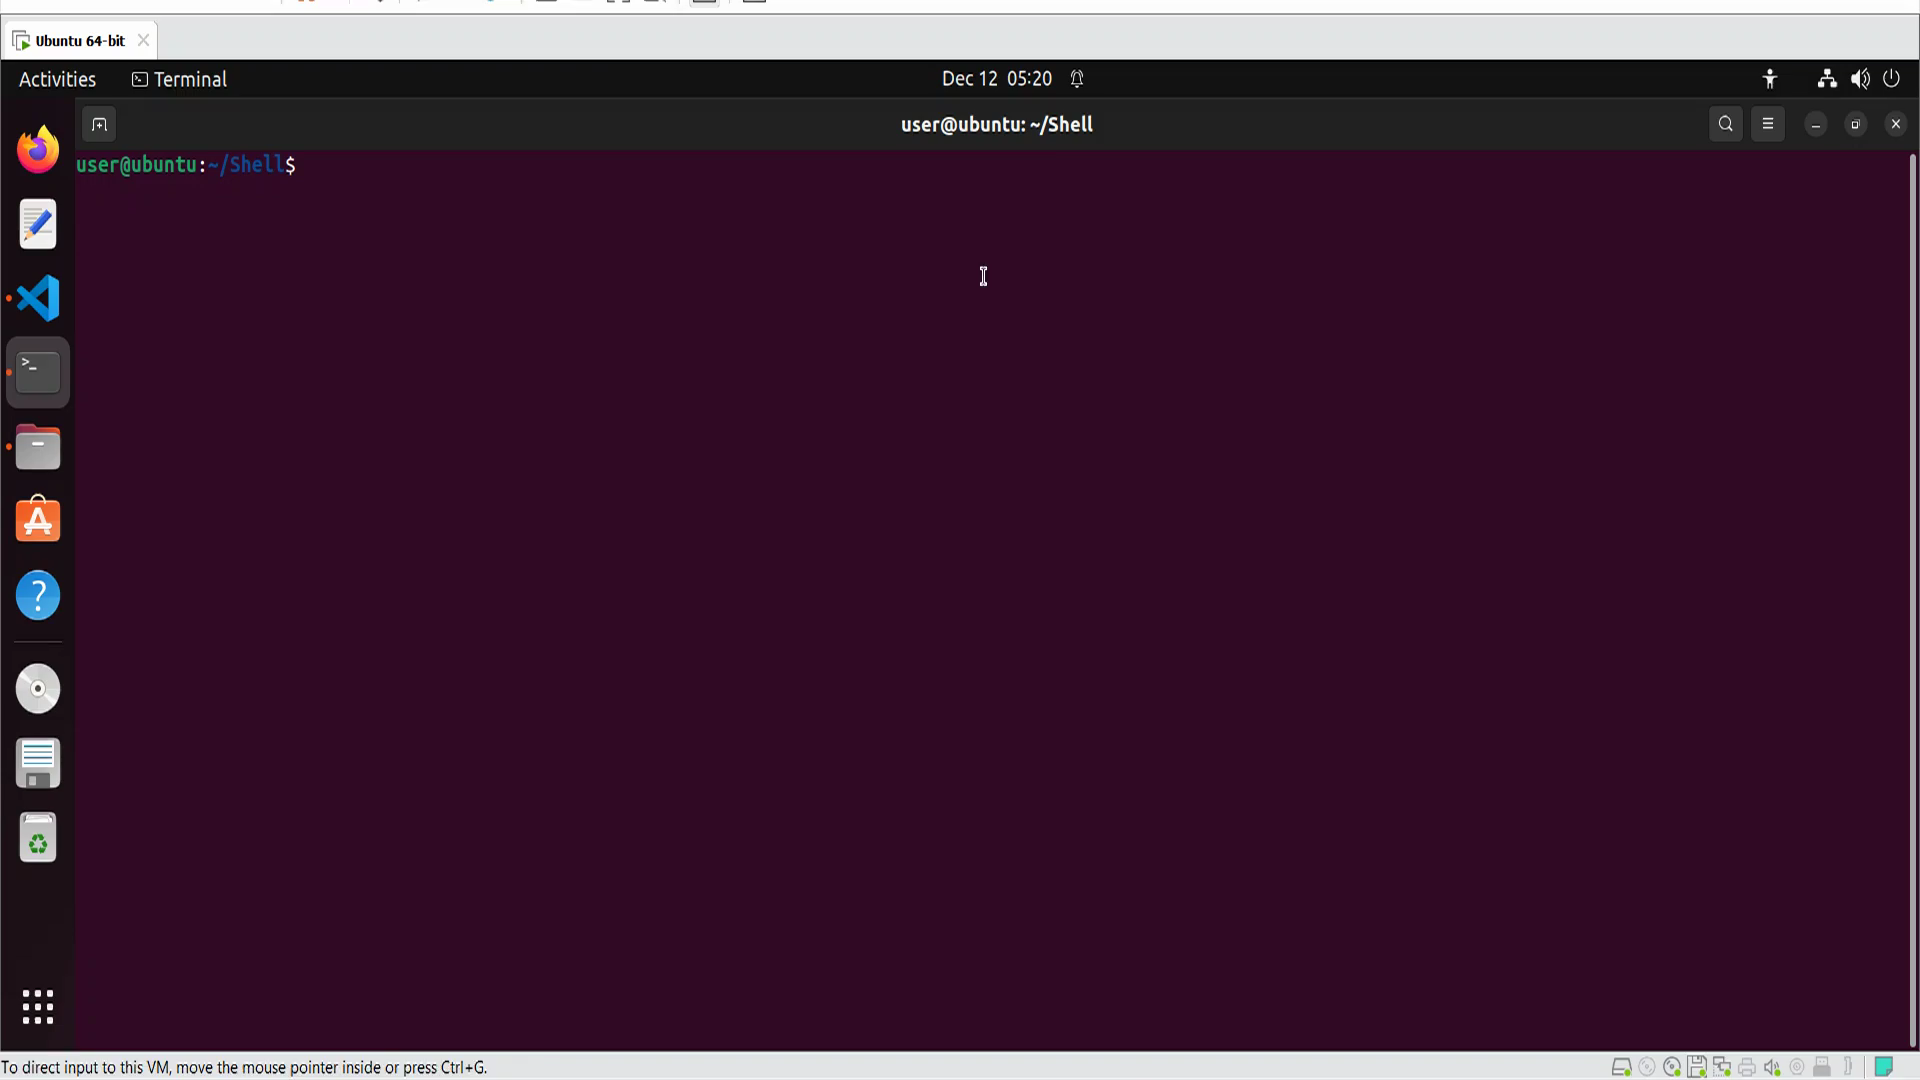 Ubuntu 64-bit
Activities
Terminal
Dec 12 05:20
user@ubuntu: ~/Shell
user@ubuntu:~/Shell$
To direct input to this VM, move the mouse pointer inside or press Ctrl+G.